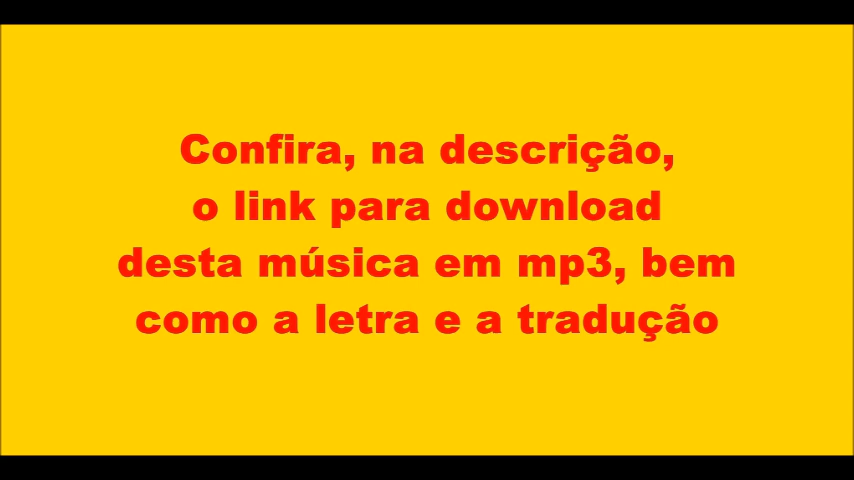 Confira, na descrição,
o link para download
desta música em mp3, bem
como a letra e a tradução